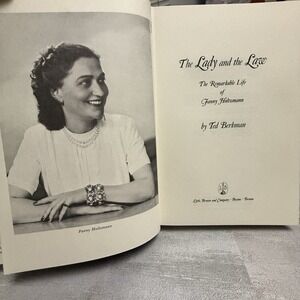 Fanny Holtzmann
The Lady and the Law
The Remarkable Life
of
Fanny Holtzmann
by Ted Berkman
Little, Brown and Company · Boston · Toronto